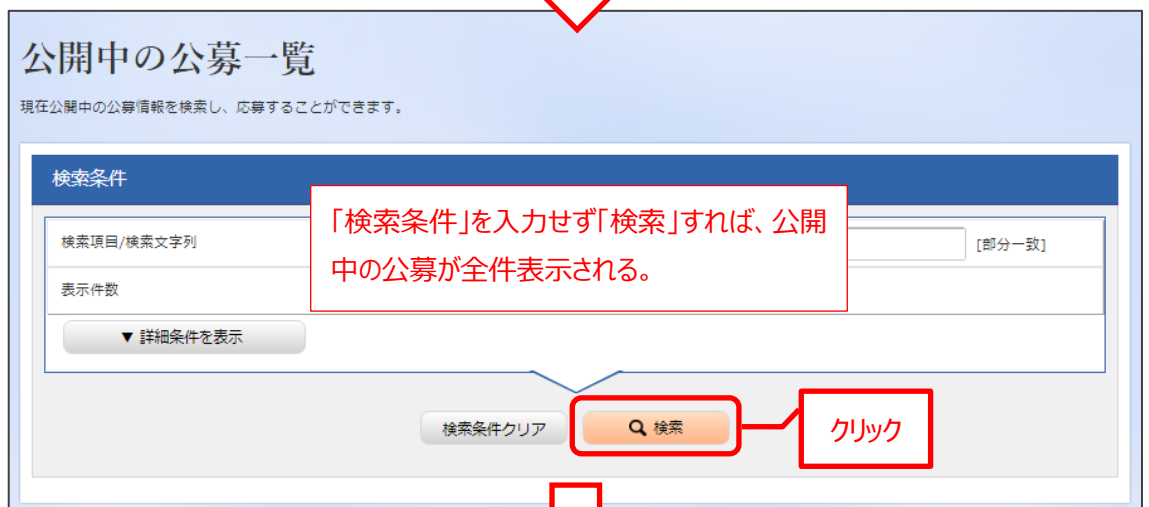 公開中の公募一覧
現在公開中の公募情報を検索し、応募することができます。
検索条件
「検索条件」を入力せず「検索」すれば、公開
中の公募が全件表示される。
検索項目/検索文字列
[部分一致]
表示件数
▼ 詳細条件を表示
検索条件クリア
検索
クリック